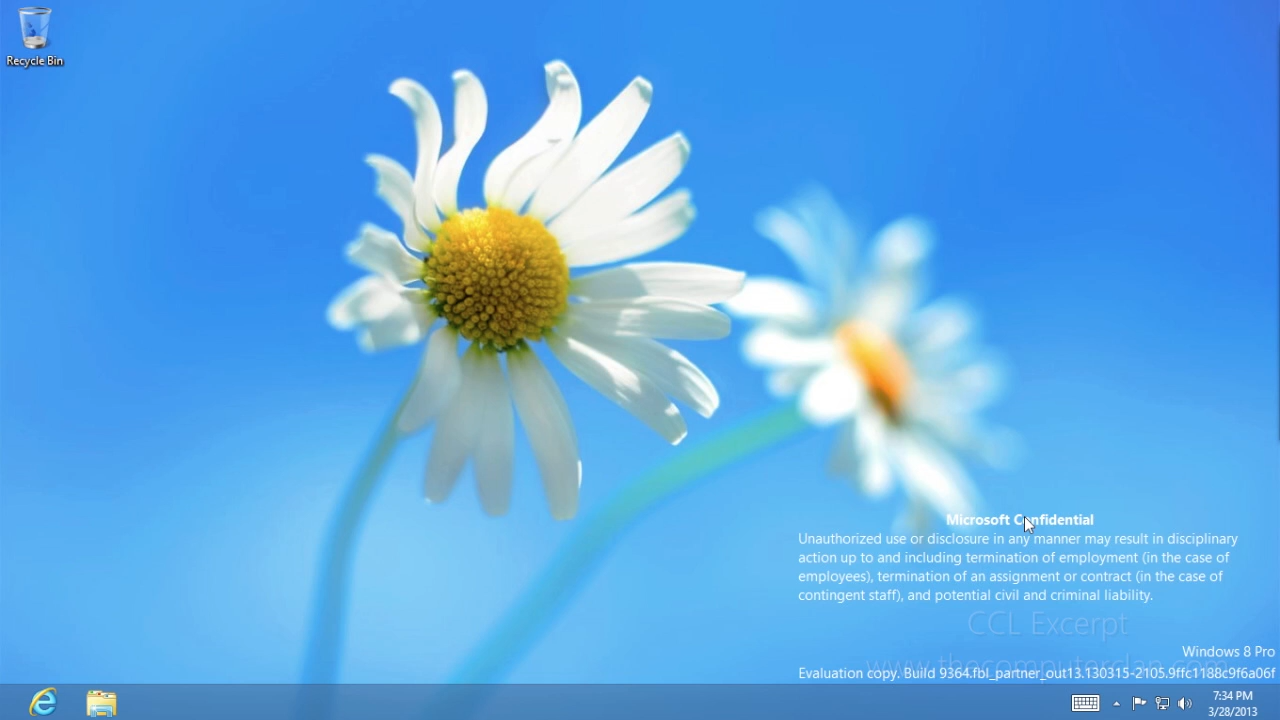 Recycle Bin
Microsoft Confidential
Unauthorized use or disclosure in any manner may result in disciplinary
action up to and including termination of employment (in the case of
employees), termination of an assignment or contract (in the case of
contingent staff), and potential civil and criminal liability.
CCL Excerpt
Windows 8 Pro
www.thecomputerclan.com
Evaluation copy. Build 9364.fbl_partner_out13.130315-2105.9ffc1188c9f6a06f
7:34 PM
3/28/2013